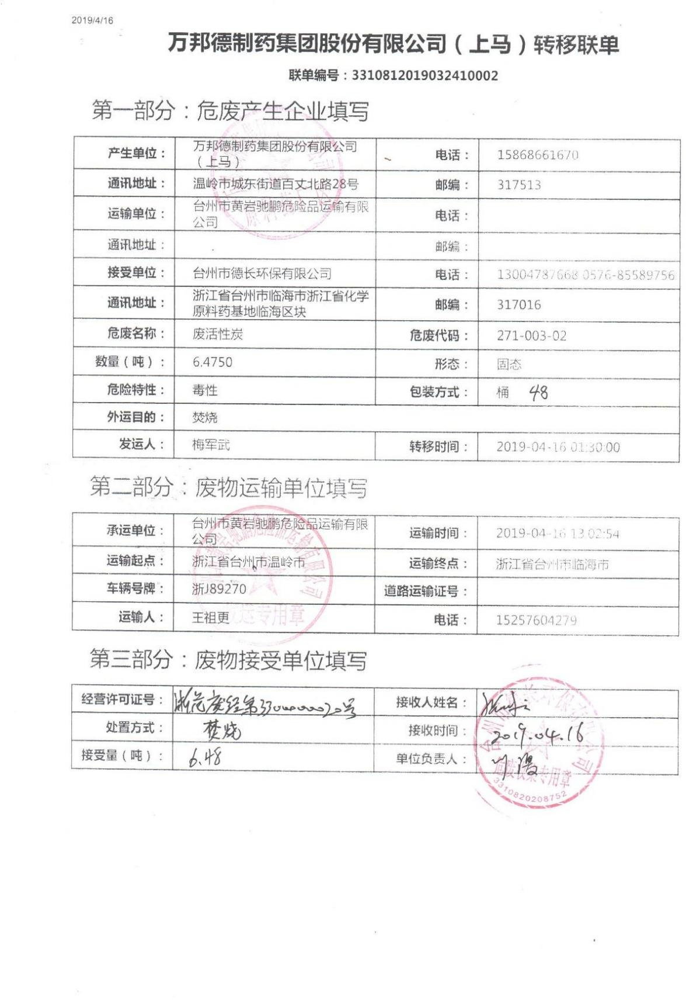 2019/4/16
万邦德制药集团股份有限公司（上马）转移联单
联单编号：3310812019032410002
第一部分：危废产生企业填写
产生单位： 万邦德制药集团股份有限公司（上马） 电话： 15868661670
通讯地址： 温岭市城东街道百丈北路28号 邮编： 317513
运输单位： 台州市黄岩驰鹏危险品运输有限公司 电话：
通讯地址： 邮编：
接受单位： 台州市德长环保有限公司 电话： 13004787668 0576-85589756
通讯地址： 浙江省台州市临海市浙江省化学原料药基地临海区块 邮编： 317016
危废名称： 废活性炭 危废代码： 271-003-02
数量（吨）： 6.4750 形态： 固态
危险特性： 毒性 包装方式： 桶 48
外运目的： 焚烧
发运人： 梅军武 转移时间： 2019-04-16 01:30:00
第二部分：废物运输单位填写
承运单位： 台州市黄岩驰鹏危险品运输有限公司 运输时间： 2019-04-16 13:02:54
运输起点： 浙江省台州市温岭市 运输终点： 浙江省台州市临海市
车辆号牌： 浙J89270 道路运输证号：
运输人： 王祖更 电话： 15257604279
专用章
第三部分：废物接受单位填写
经营许可证号： 浙危废经第3300000020号 接收人姓名：
处置方式： 焚烧 接收时间： 2019.04.16
接受量（吨）： 6.48 单位负责人：
危废收集专用章
3310820208752